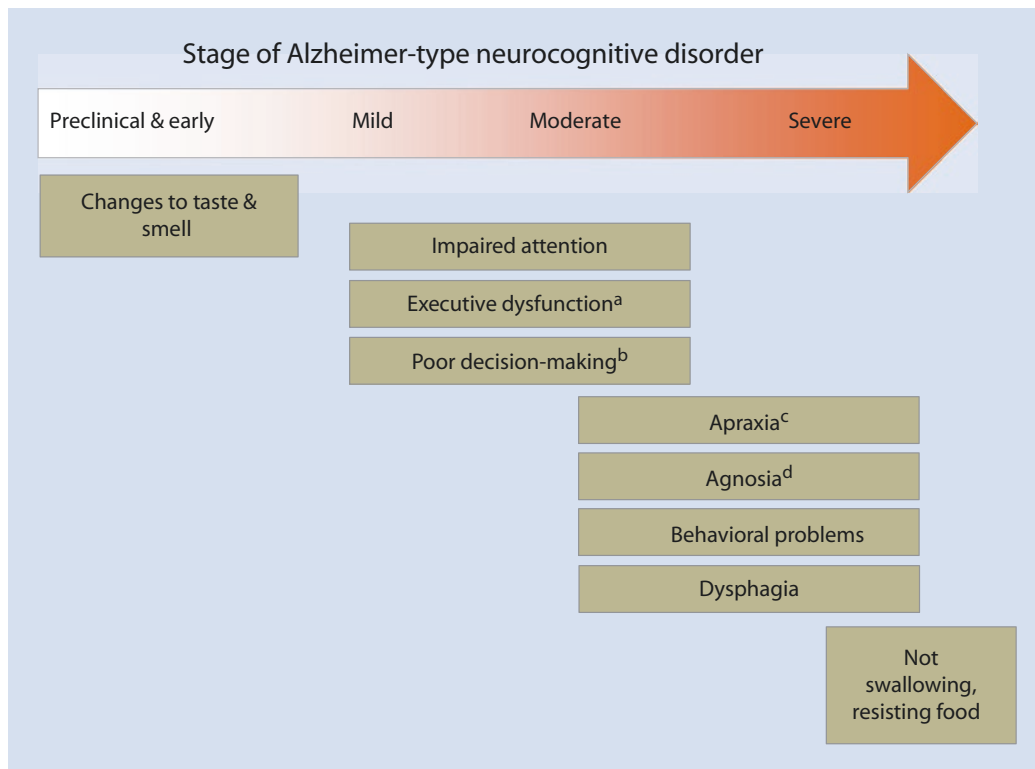 Stage of Alzheimer-type neurocognitive disorder
Preclinical & early
Mild
Moderate
Severe
Changes to taste &
smell
Impaired attention
Executive dysfunctionᵃ
Poor decision-makingᵇ
Apraxiaᶜ
Agnosiaᵈ
Behavioral problems
Dysphagia
Not
swallowing,
resisting food